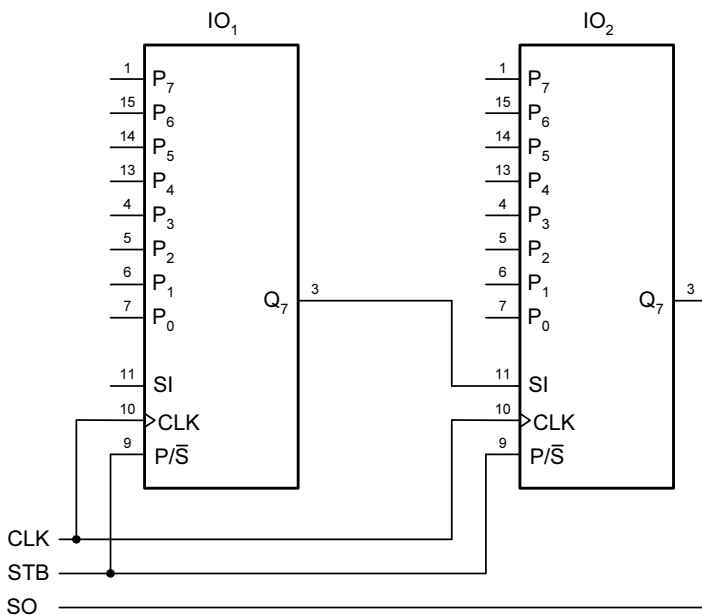 IO₁
1 P₇
15 P₆
14 P₅
13 P₄
4 P₃
5 P₂
6 P₁
7 P₀
Q₇ 3
11 SI
10 CLK
9 P/S̅
IO₂
1 P₇
15 P₆
14 P₅
13 P₄
4 P₃
5 P₂
6 P₁
7 P₀
Q₇ 3
11 SI
10 CLK
9 P/S̅
CLK
STB
SO